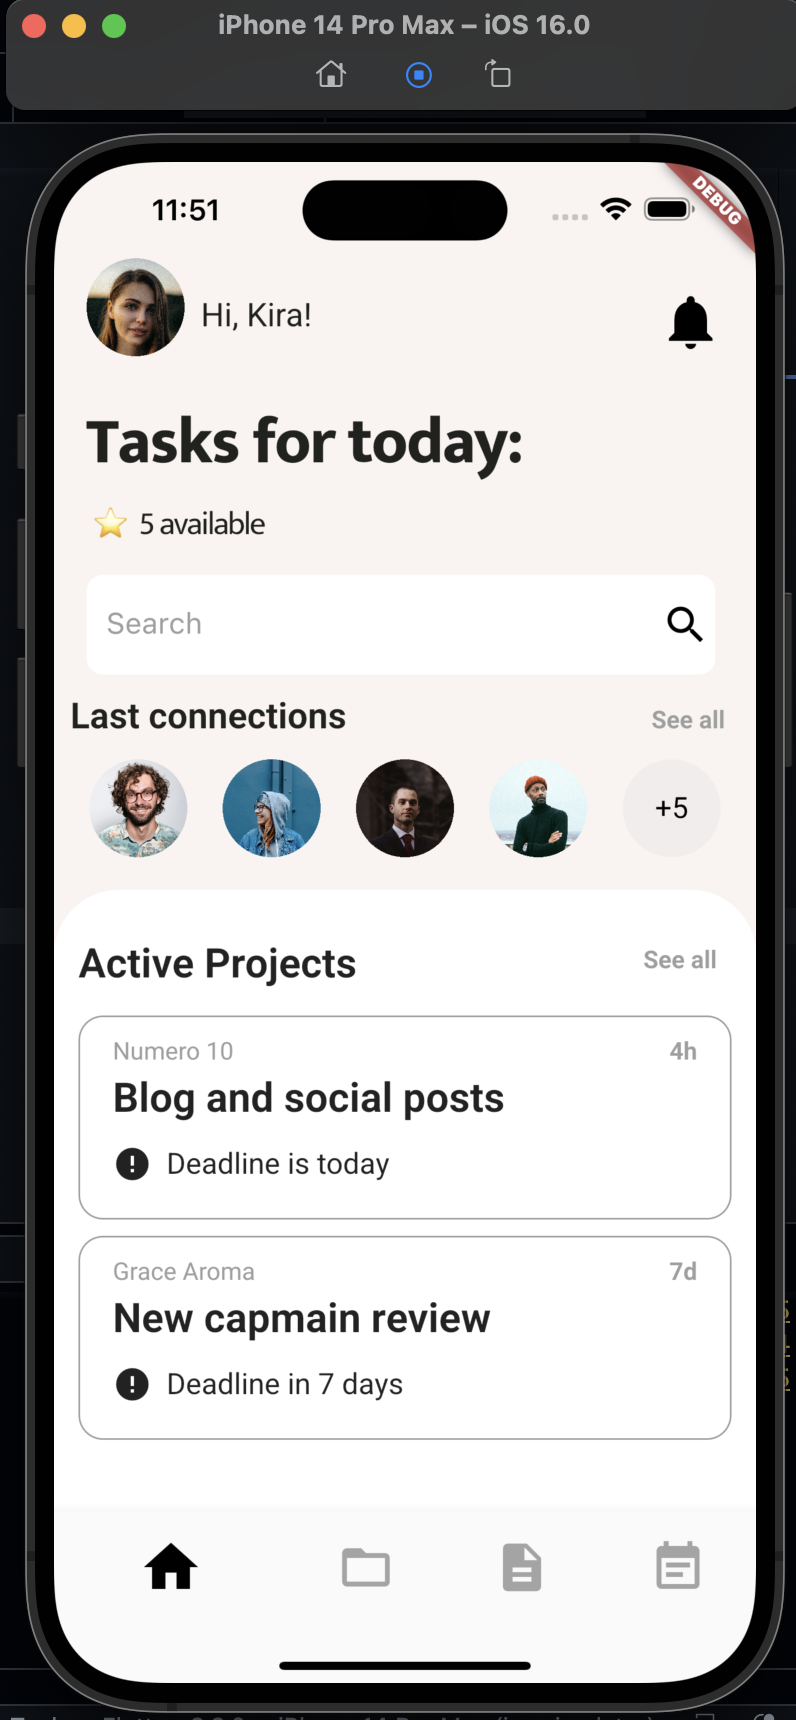 iPhone 14 Pro Max – iOS 16.0
11:51
DEBUG
Hi, Kira!
Tasks for today:
5 available
Search
Last connections
See all
+5
Active Projects
See all
Numero 10
4h
Blog and social posts
Deadline is today
Grace Aroma
7d
New capmain review
Deadline in 7 days